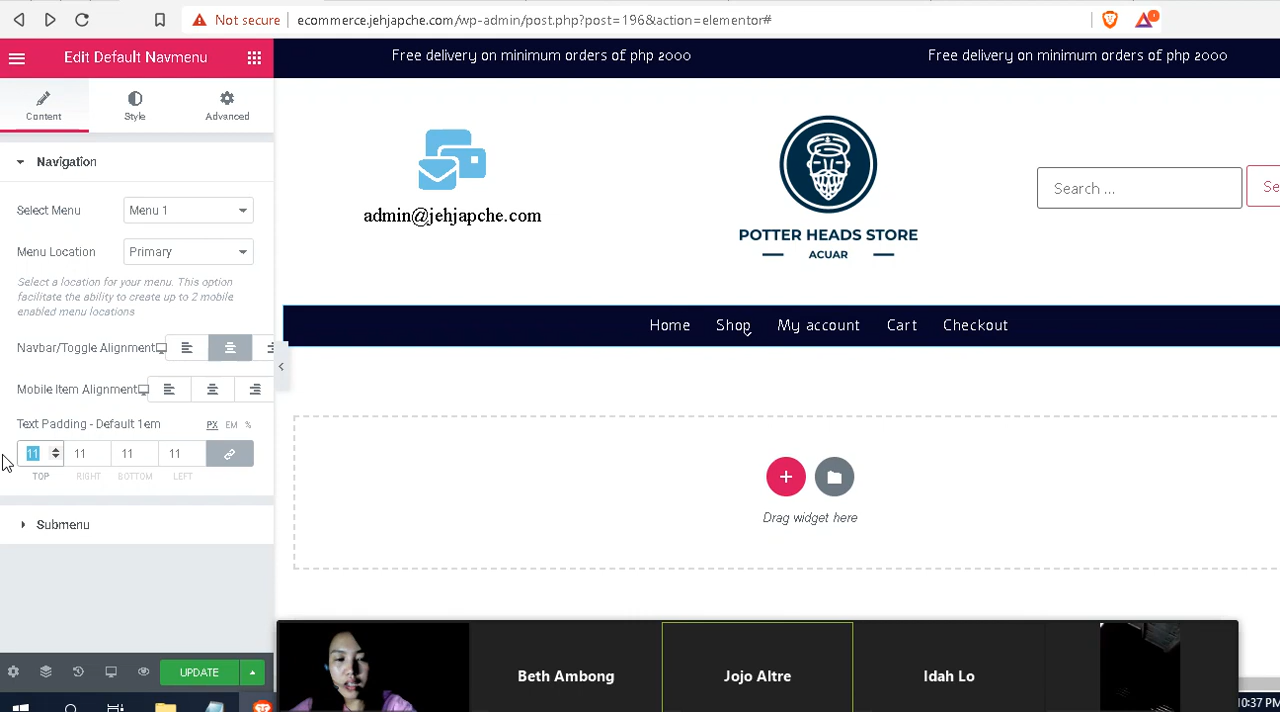 Not secure
ecommerce.jehjapche.com/wp-admin/post.php?post=196&action=elementor#
Edit Default Navmenu
Free delivery on minimum orders of php 2000
Free delivery on minimum orders of php 2000
Content
Style
Advanced
Navigation
Select Menu
Menu 1
Menu Location
Primary
Select a location for your menu. This option
facilitate the ability to create up to 2 mobile
enabled menu locations
Navbar/Toggle Alignment
Mobile Item Alignment
Text Padding - Default 1em
PX
EM
%
11
11
11
11
TOP
RIGHT
BOTTOM
LEFT
Submenu
UPDATE
admin@jehjapche.com
POTTER HEADS STORE
ACUAR
Search ...
Se
Home
Shop
My account
Cart
Checkout
Drag widget here
Beth Ambong
Jojo Altre
Idah Lo
10:37 PM